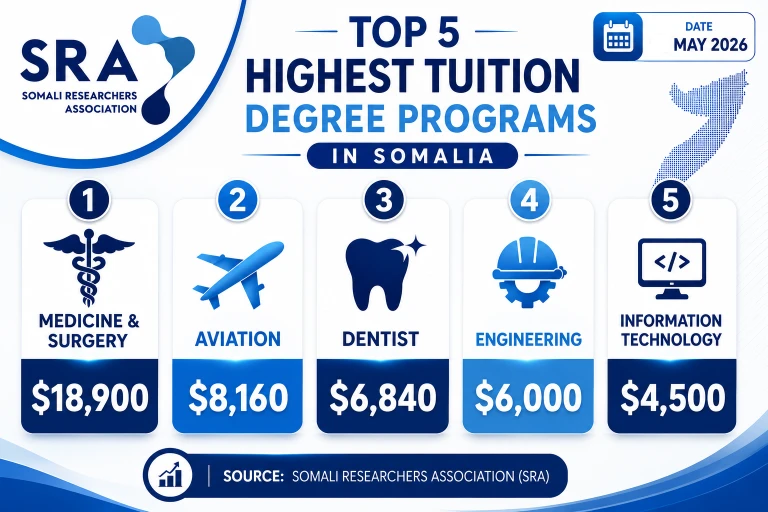 SRA
SOMALI RESEARCHERS
ASSOCIATION
TOP 5
HIGHEST TUITION
DEGREE PROGRAMS
IN SOMALIA
DATE
MAY 2026
1
MEDICINE &
SURGERY
$18,900
2
AVIATION
$8,160
3
DENTIST
$6,840
4
ENGINEERING
$6,000
5
</>
INFORMATION
TECHNOLOGY
$4,500
SOURCE: SOMALI RESEARCHERS ASSOCIATION (SRA)